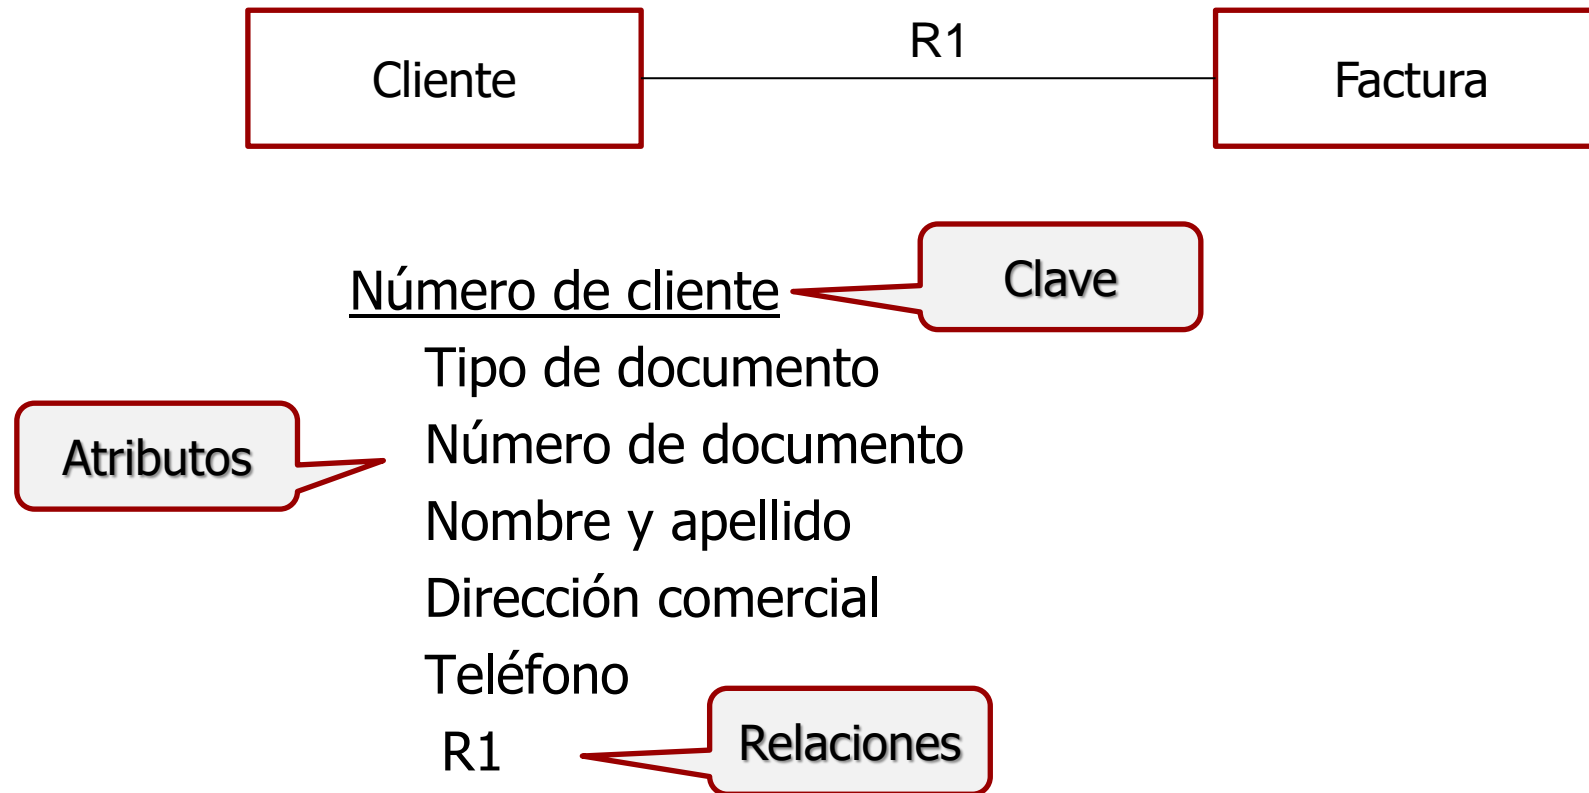 Cliente
R1
Factura
Número de cliente
Clave
Tipo de documento
Atributos
Número de documento
Nombre y apellido
Dirección comercial
Teléfono
R1
Relaciones